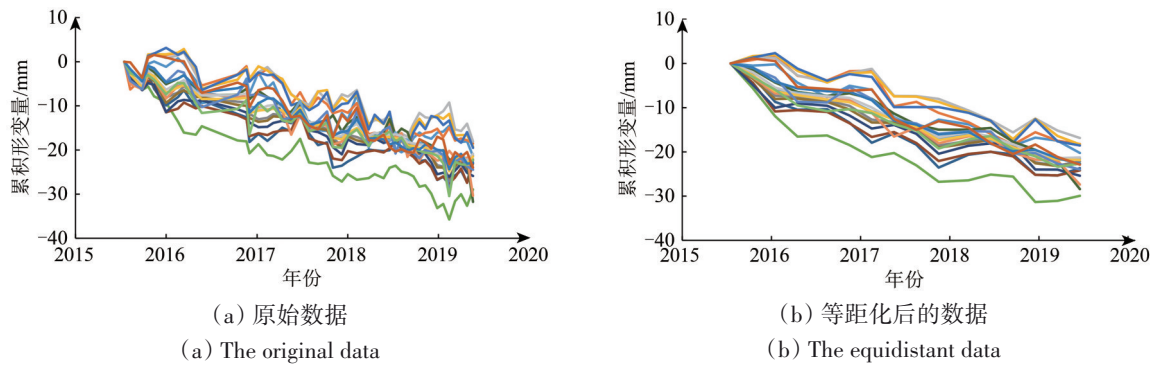 10
0
−10
−20
−30
−40
累积形变量/mm
2015 2016 2017 2018 2019 2020
年份
(a) 原始数据
(a) The original data
10
0
−10
−20
−30
−40
累积形变量/mm
2015 2016 2017 2018 2019 2020
年份
(b) 等距化后的数据
(b) The equidistant data